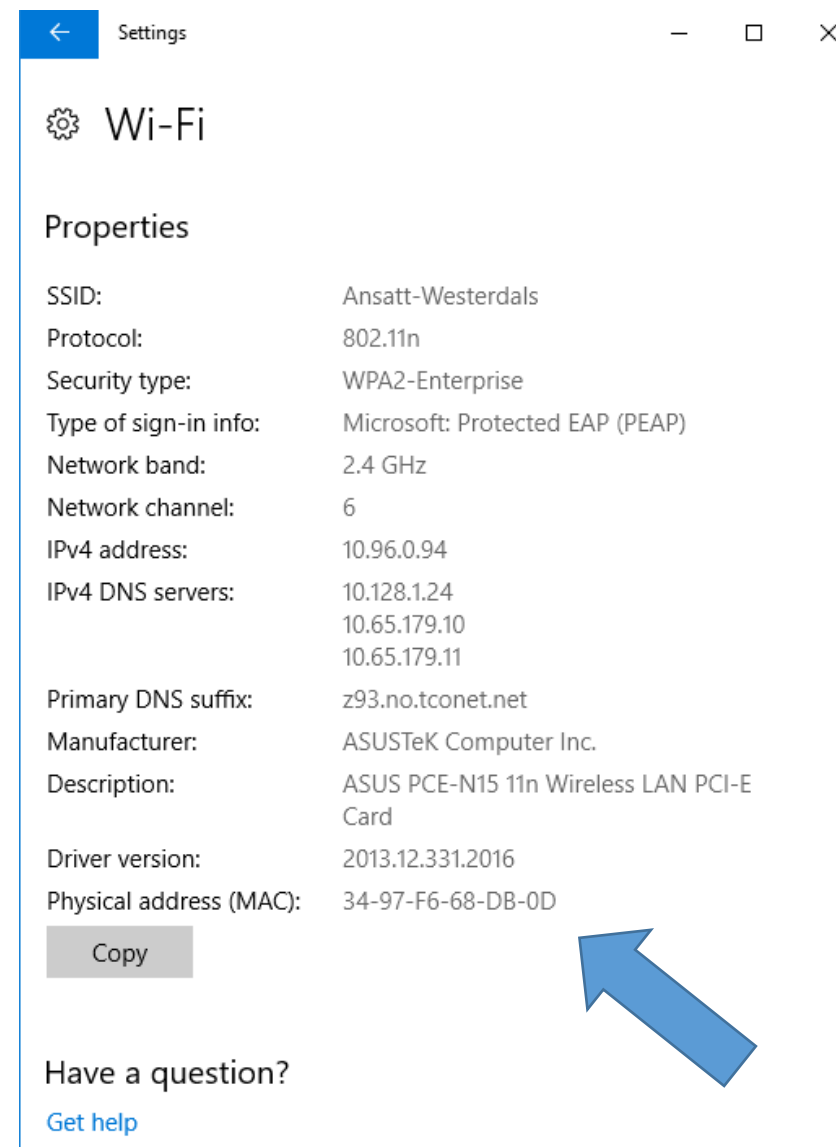 Settings
Wi-Fi
Properties
SSID: Ansatt-Westerdals
Protocol: 802.11n
Security type: WPA2-Enterprise
Type of sign-in info: Microsoft: Protected EAP (PEAP)
Network band: 2.4 GHz
Network channel: 6
IPv4 address: 10.96.0.94
IPv4 DNS servers: 10.128.1.24
10.65.179.10
10.65.179.11
Primary DNS suffix: z93.no.tconet.net
Manufacturer: ASUSTeK Computer Inc.
Description: ASUS PCE-N15 11n Wireless LAN PCI-E
Card
Driver version: 2013.12.331.2016
Physical address (MAC): 34-97-F6-68-DB-0D
Copy
Have a question?
Get help